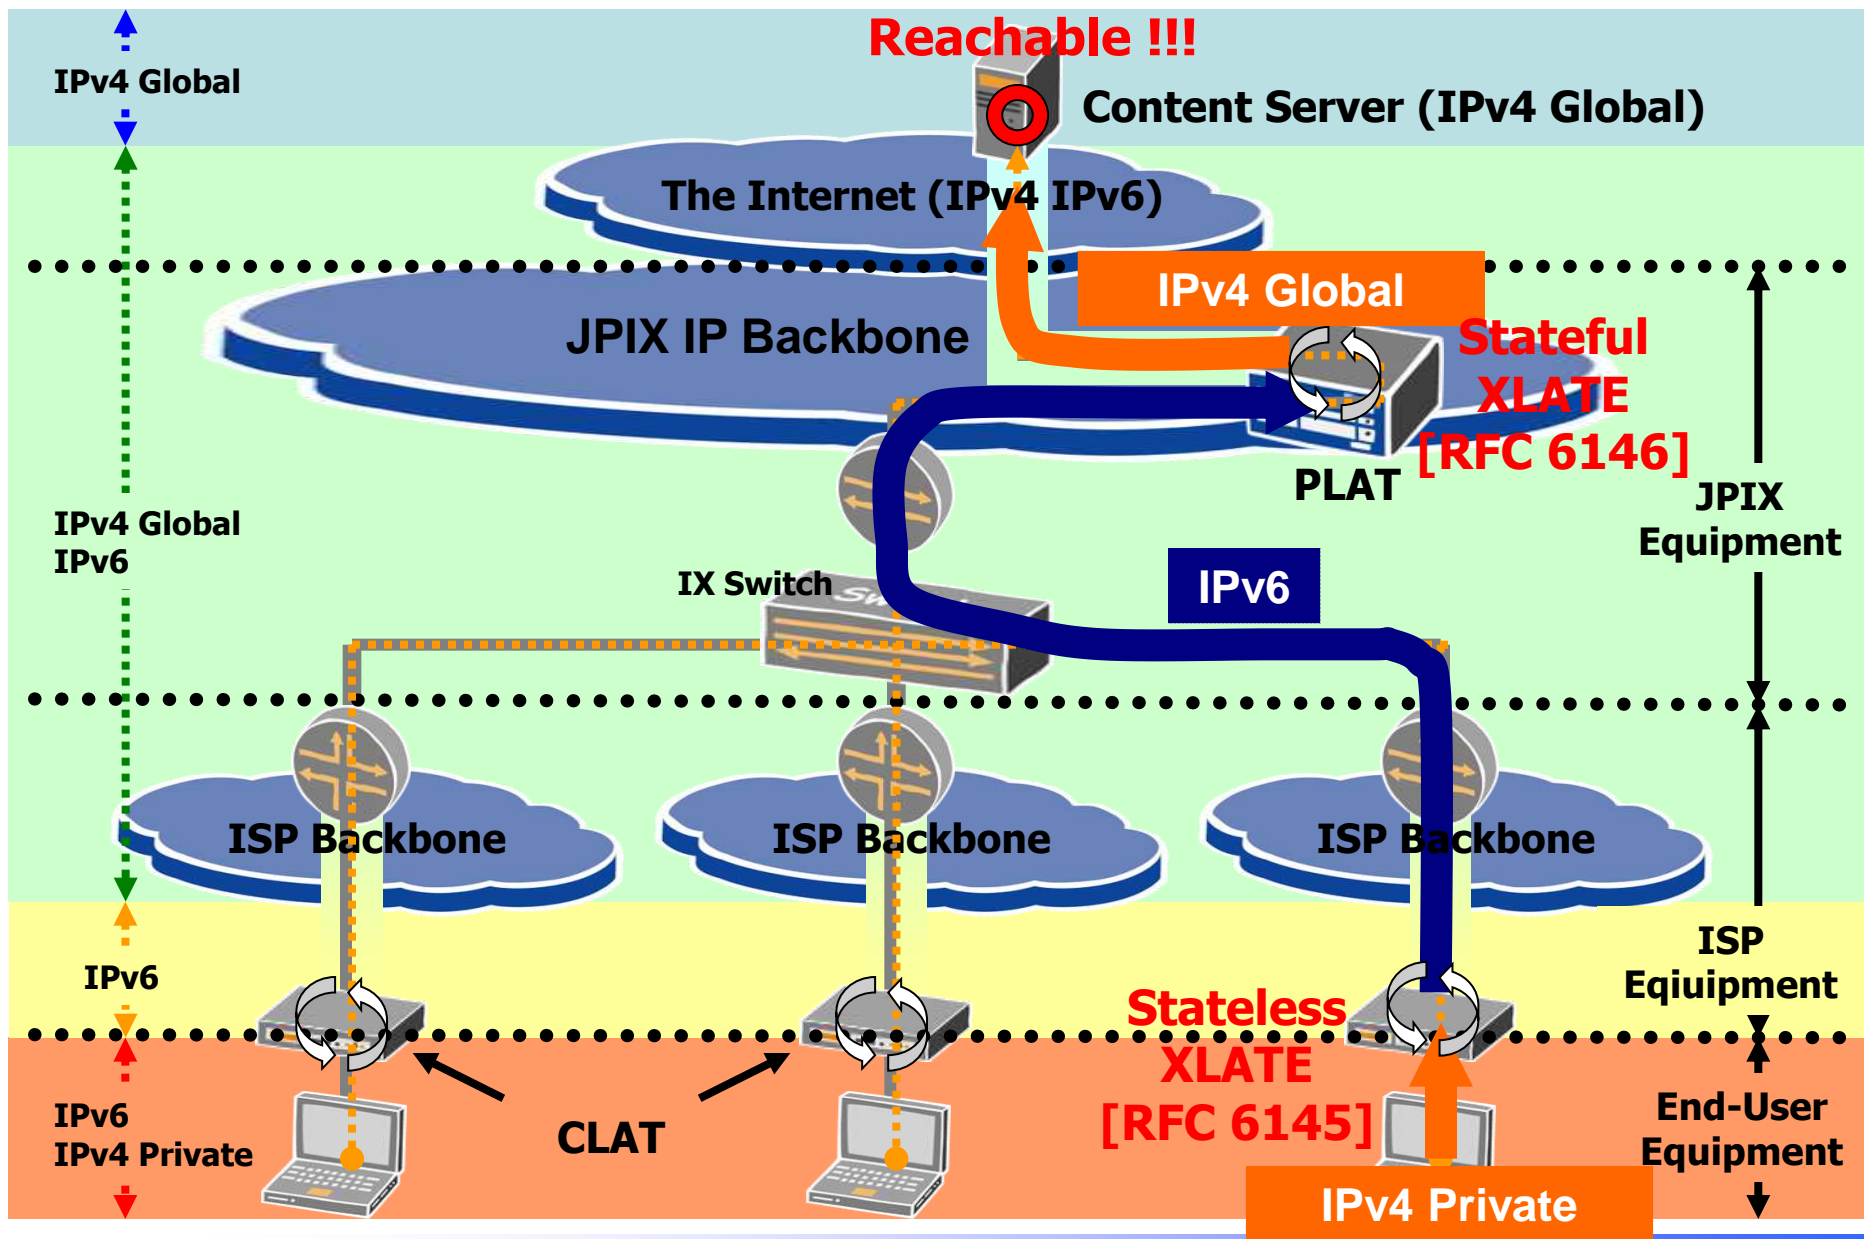 Reachable !!!
IPv4 Global
Content Server (IPv4 Global)
The Internet (IPv4 IPv6)
IPv4 Global
JPIX IP Backbone
Stateful
XLATE
[RFC 6146]
PLAT
JPIX
Equipment
IPv4 Global
IPv6
IX Switch
IPv6
ISP Backbone
ISP Backbone
ISP Backbone
IPv6
ISP
Eqiuipment
Stateless
XLATE
[RFC 6145]
CLAT
IPv6
IPv4 Private
End-User
Equipment
IPv4 Private